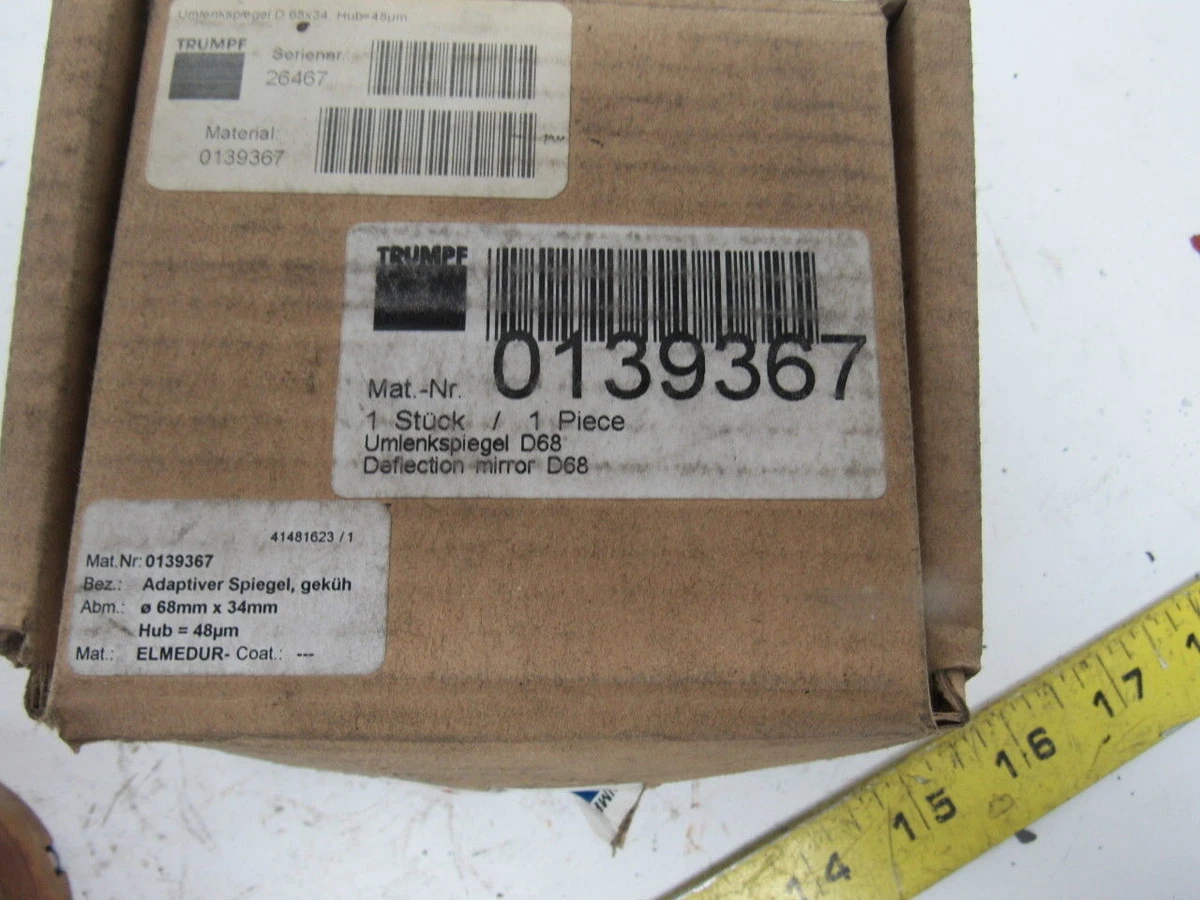 Umlenkspiegel D 68x34, Hub=48µm
TRUMPF
Seriennr.
26467
Material:
0139367
TRUMPF
Mat.-Nr. 0139367
1 Stück / 1 Piece
Umlenkspiegel D68
Deflection mirror D68
41481623 / 1
Mat.Nr: 0139367
Bez.: Adaptiver Spiegel, geküh
Abm.: ø 68mm x 34mm
Hub = 48µm
Mat.: ELMEDUR- Coat.: ---
14
15
16
17